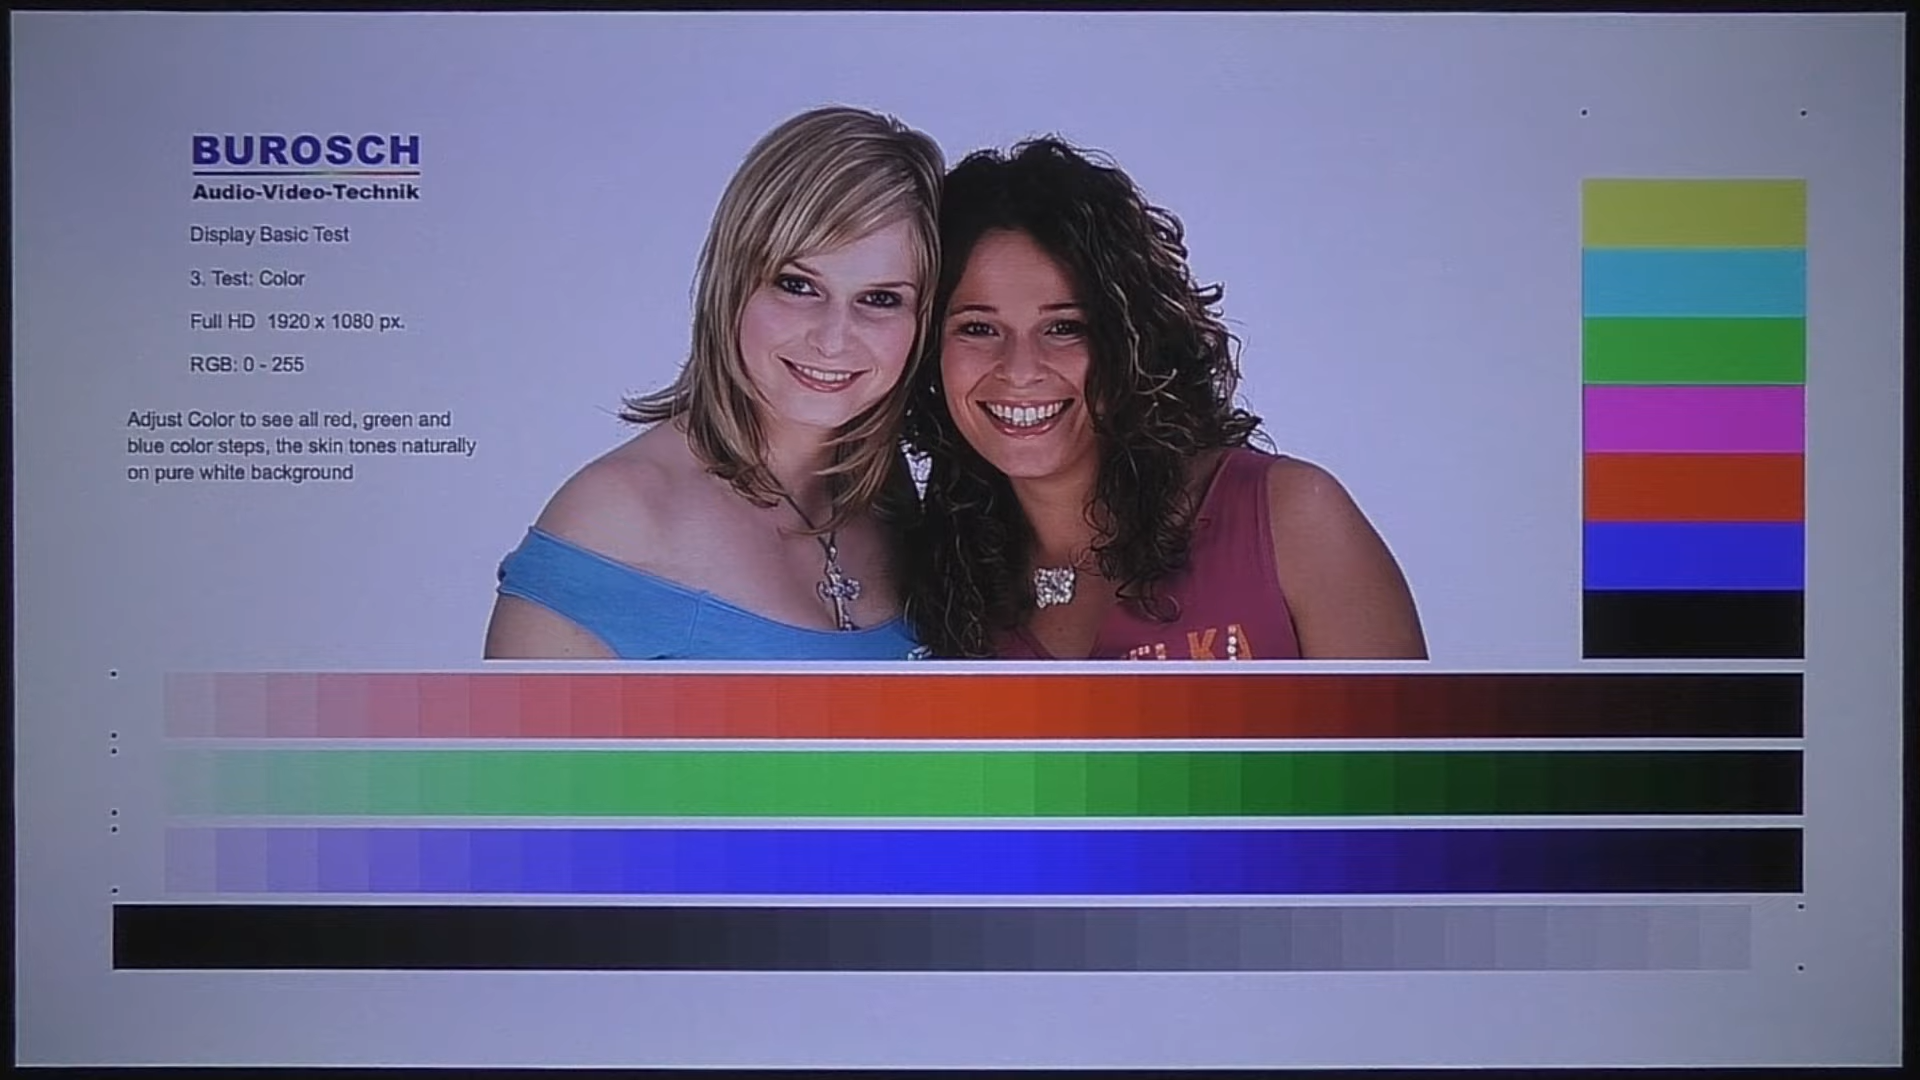 BUROSCH
Audio-Video-Technik
Display Basic Test
3. Test: Color
Full HD 1920 x 1080 px.
RGB: 0 - 255
Adjust Color to see all red, green and
blue color steps, the skin tones naturally
on pure white background